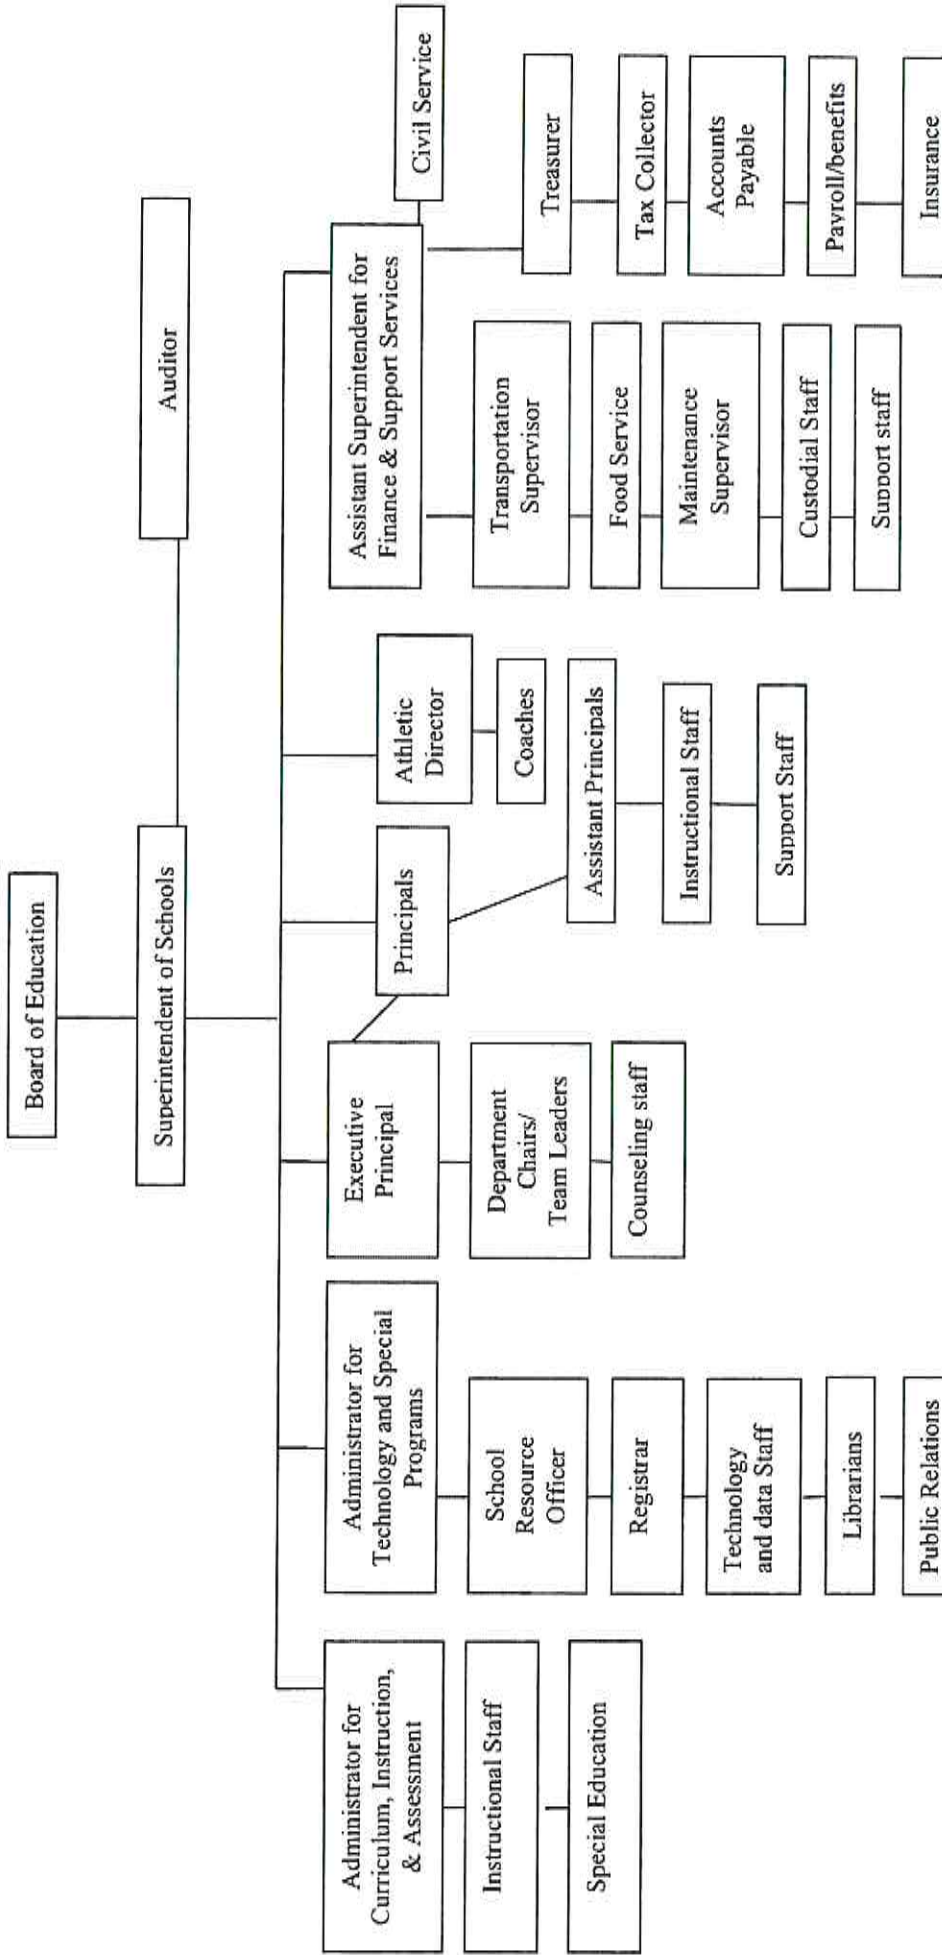 Board of Education
Superintendent of Schools
Auditor
Administrator for
Curriculum, Instruction,
& Assessment
Instructional Staff
Special Education
Administrator for
Technology and Special
Programs
School
Resource
Officer
Registrar
Technology
and data Staff
Librarians
Public Relations
Executive
Principal
Department
Chairs/
Team Leaders
Counseling staff
Principals
Assistant Principals
Instructional Staff
Support Staff
Athletic
Director
Coaches
Assistant Superintendent for
Finance & Support Services
Civil Service
Transportation
Supervisor
Food Service
Maintenance
Supervisor
Custodial Staff
Support staff
Treasurer
Tax Collector
Accounts
Payable
Payroll/benefits
Insurance